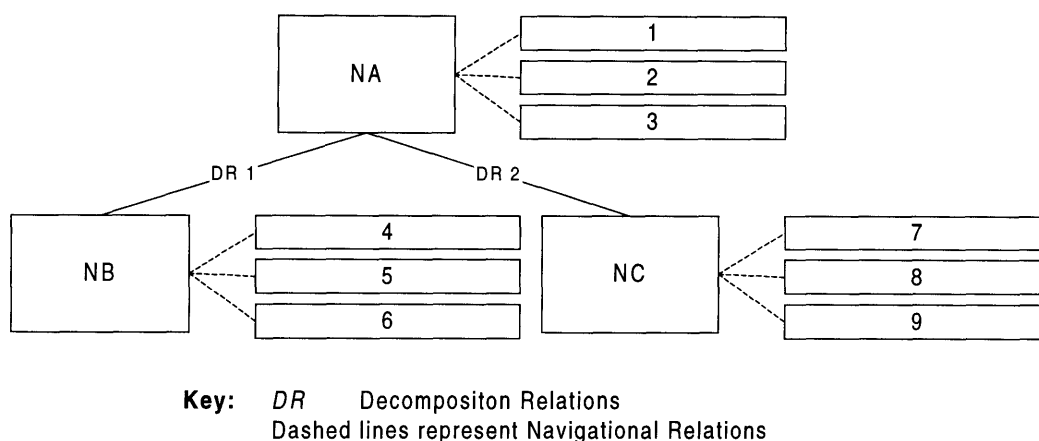 NA
1
2
3
DR 1
DR 2
NB
4
5
6
NC
7
8
9
Key: DR Decompositon Relations
Dashed lines represent Navigational Relations